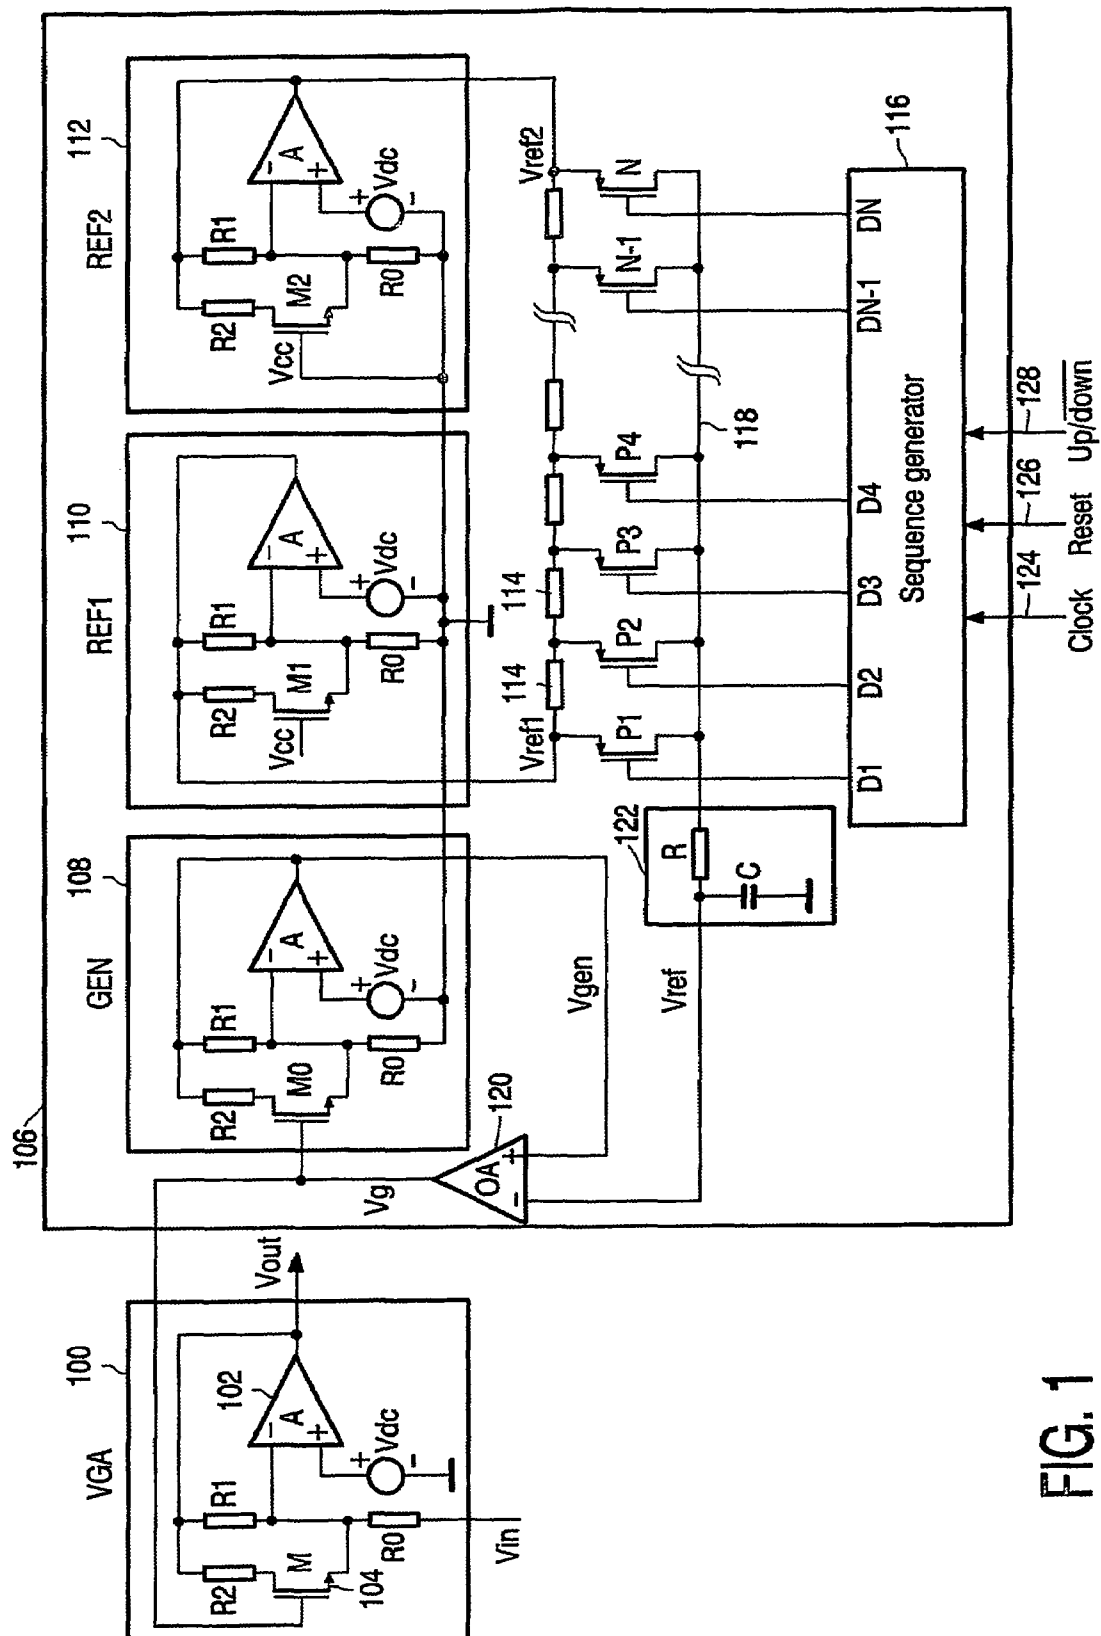 FIG. 1
VGA
100
Vout
102
A
-
+
R1
R2
M
104
R0
Vdc
+
-
Vin
106
GEN
108
A
-
+
R1
R2
M0
R0
Vdc
+
-
Vg
OA
-
+
120
Vgen
Vref
REF1
110
A
-
+
R1
R2
M1
Vcc
R0
Vdc
+
-
REF2
112
A
-
+
R1
R2
M2
Vcc
R0
Vdc
+
-
Vref1
114
114
Vref2
P1
P2
P3
P4
N-1
N
118
122
R
C
D1
D2
D3
D4
DN-1
DN
Sequence generator
116
124
126
128
Clock
Reset
Up/down